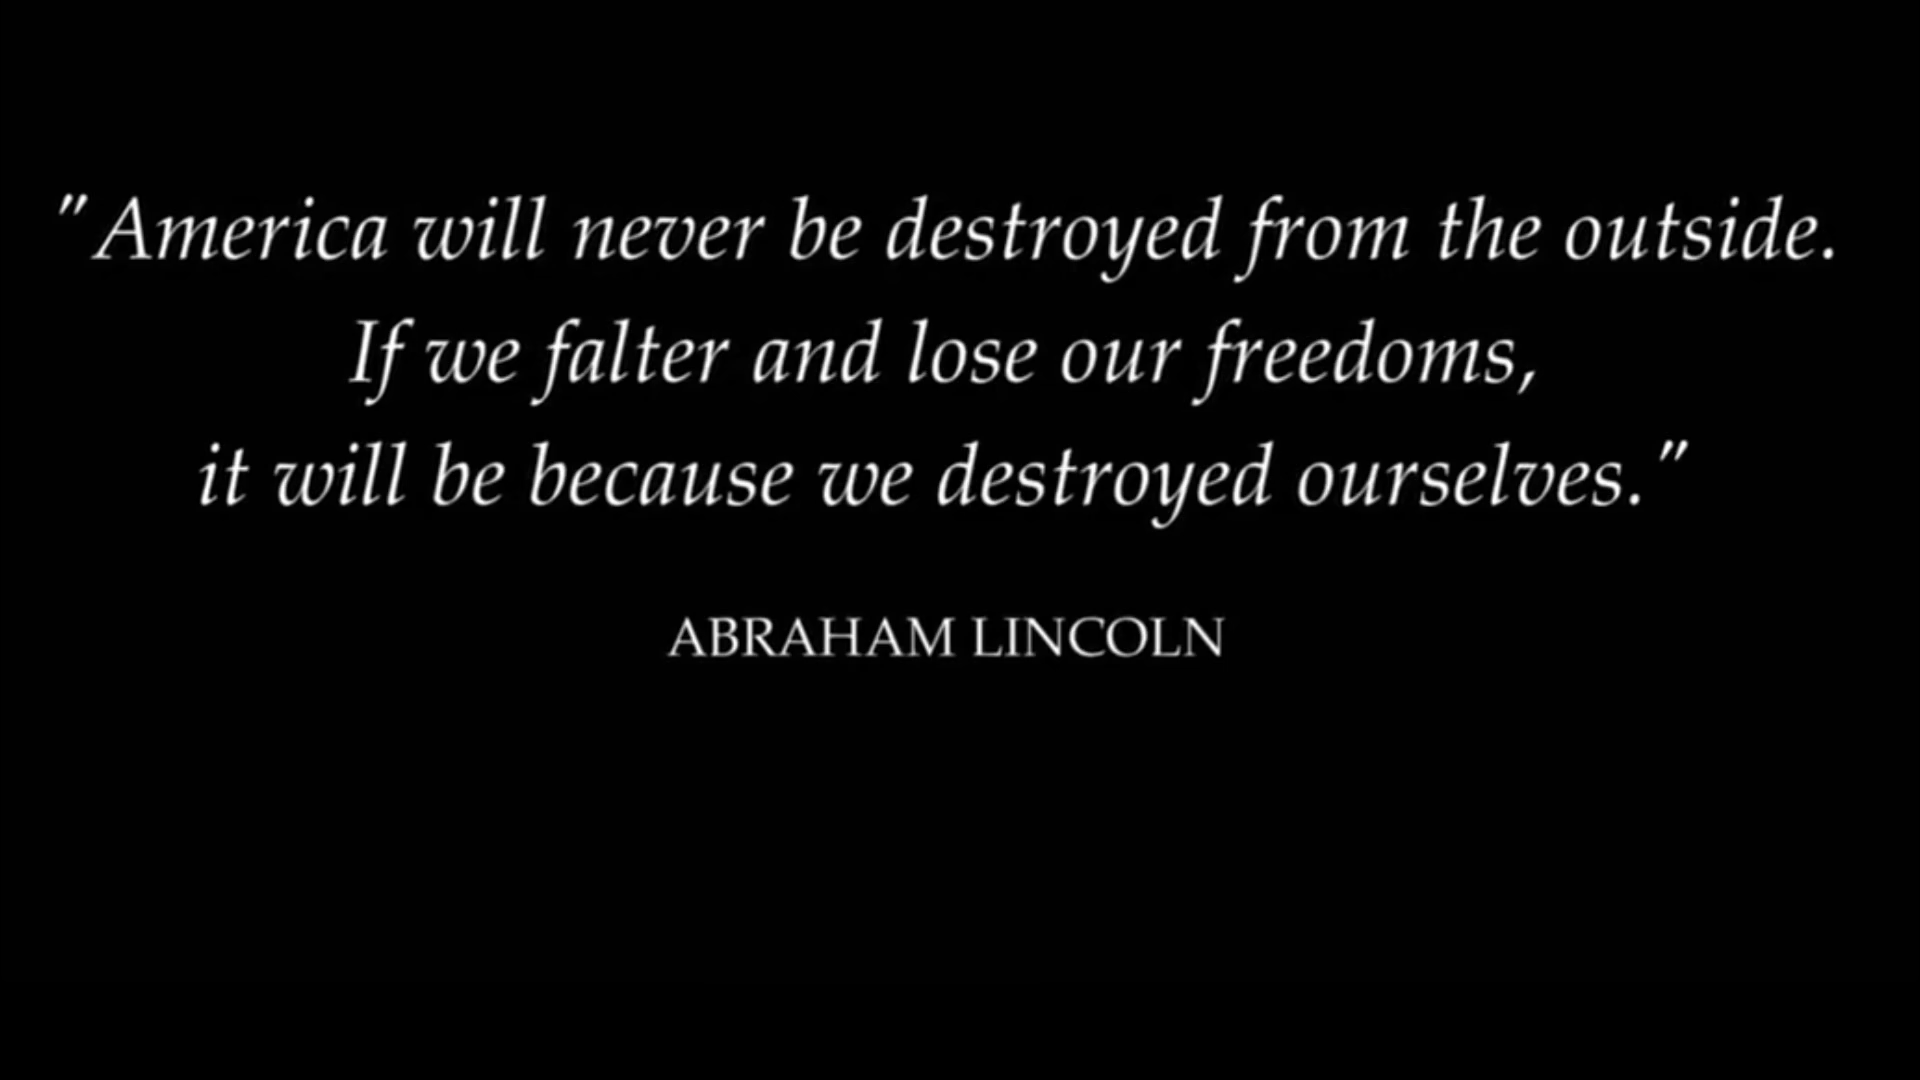 "America will never be destroyed from the outside.
If we falter and lose our freedoms,
it will be because we destroyed ourselves."
ABRAHAM LINCOLN